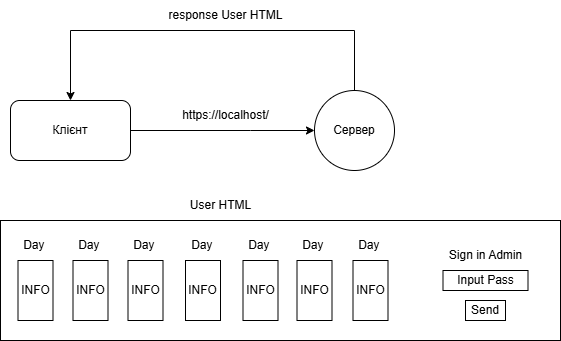 response User HTML
Клієнт
https://localhost/
Сервер
User HTML
Day Day Day Day Day Day Day
Sign in Admin
INFO INFO INFO INFO INFO INFO INFO
Input Pass
Send